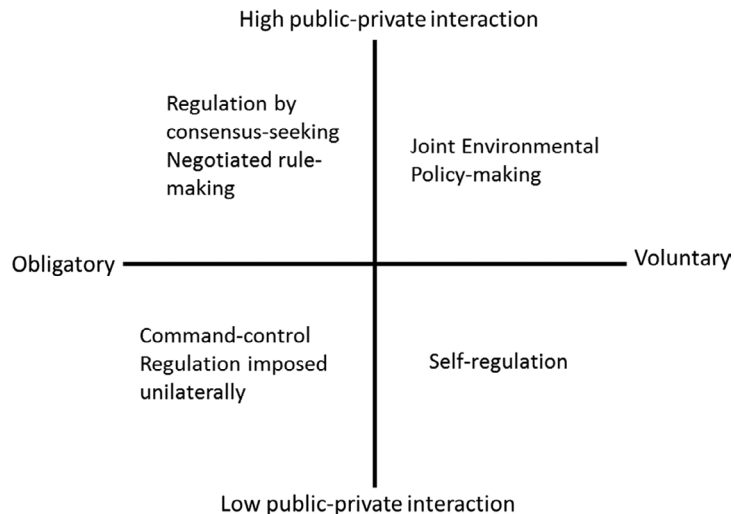 High public-private interaction
Regulation by
consensus-seeking
Negotiated rule-
making
Joint Environmental
Policy-making
Obligatory
Voluntary
Command-control
Regulation imposed
unilaterally
Self-regulation
Low public-private interaction